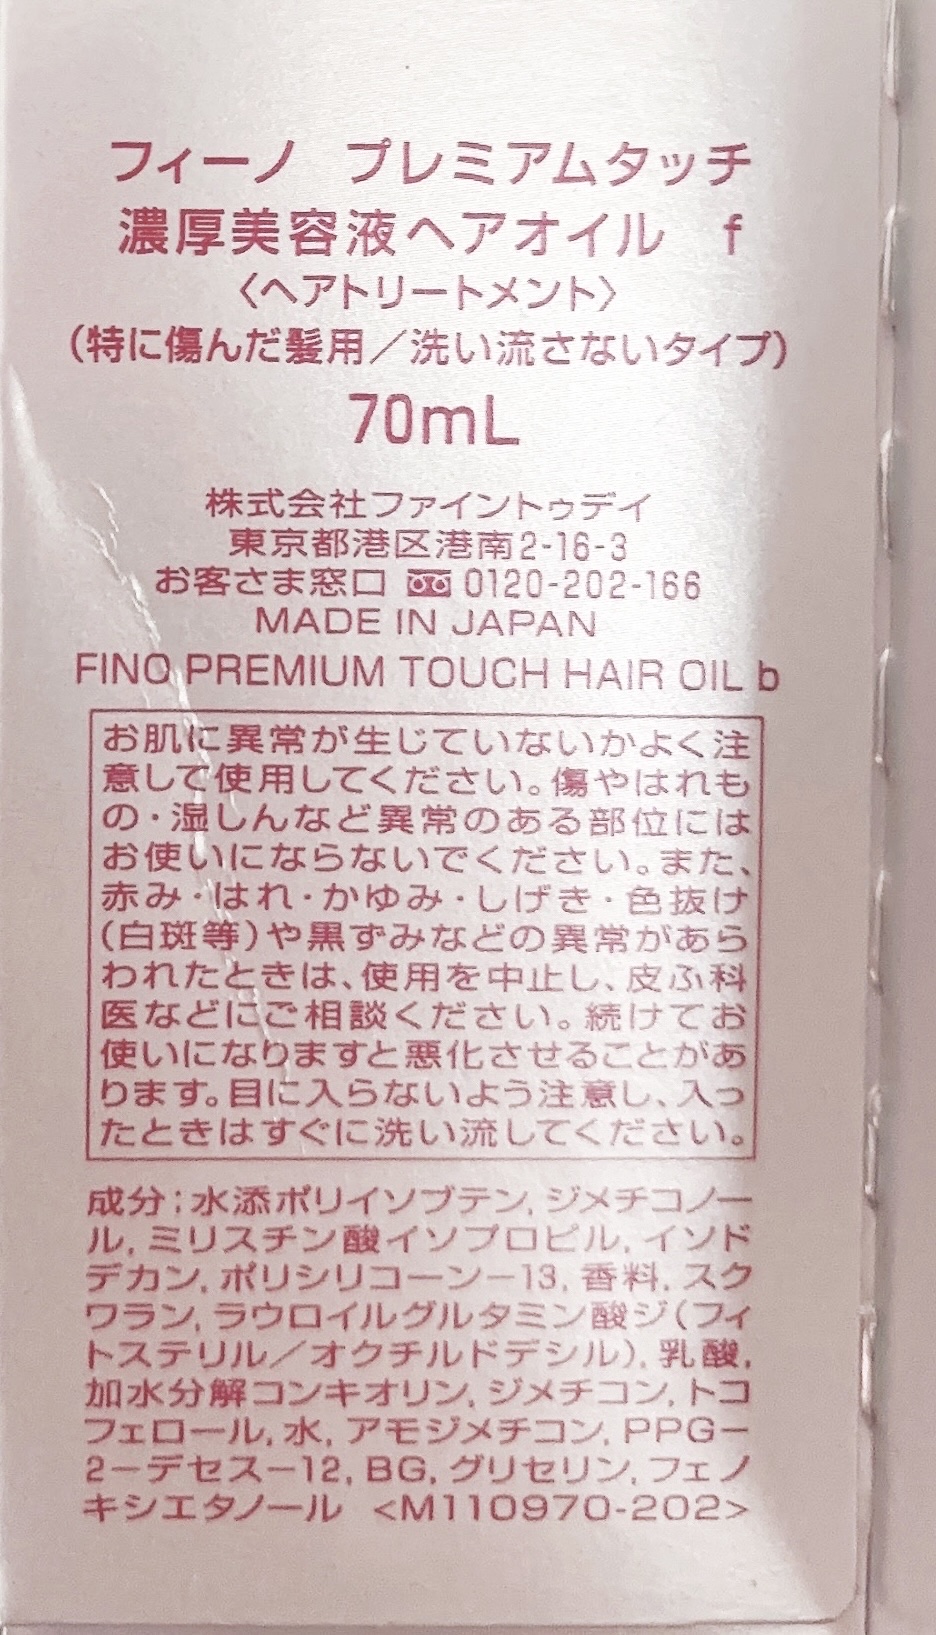 フィーノ プレミアムタッチ
濃厚美容液ヘアオイル f
〈ヘアトリートメント〉
(特に傷んだ髪用／洗い流さないタイプ)
70mL
株式会社ファイントゥデイ
東京都港区港南2-16-3
お客さま窓口 0120-202-166
MADE IN JAPAN
FINO PREMIUM TOUCH HAIR OIL b
お肌に異常が生じていないかよく注
意して使用してください。傷やはれも
の・湿しんなど異常のある部位には
お使いにならないでください。また、
赤み・はれ・かゆみ・しげき・色抜け
(白斑等)や黒ずみなどの異常があら
われたときは、使用を中止し、皮ふ科
医などにご相談ください。続けてお
使いになりますと悪化させることがあ
ります。目に入らないよう注意し、入っ
たときはすぐに洗い流してください。
成分；水添ポリイソブテン, ジメチコノー
ル, ミリスチン酸イソプロピル, イソド
デカン, ポリシリコーン－13, 香料, スク
ワラン, ラウロイルグルタミン酸ジ(フィ
トステリル／オクチルドデシル), 乳酸,
加水分解コンキオリン, ジメチコン, トコ
フェロール, 水, アモジメチコン, PPG－
2－デセス－12, BG, グリセリン, フェノ
キシエタノール <M110970-202>